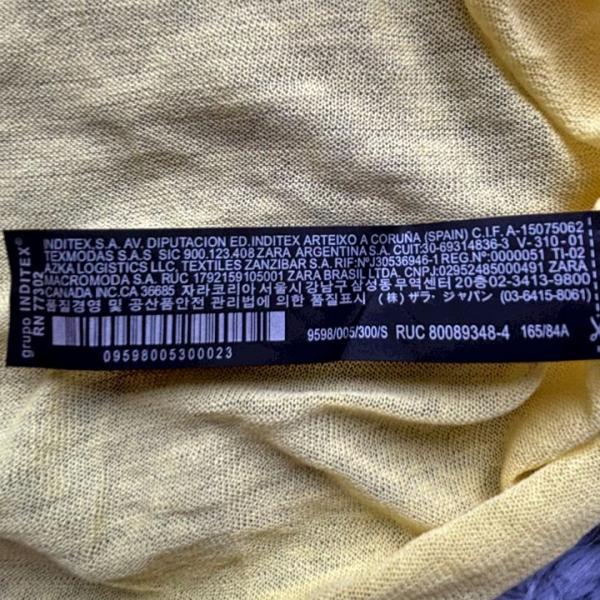 grupo INDITEX®
RN 77302
INDITEX,S.A. AV. DIPUTACION ED.INDITEX ARTEIXO A CORUÑA (SPAIN) C.I.F. A-15075062
TEXMODAS S.A.S SIC 900.123.408 ZARA ARGENTINA S.A. CUIT30-69314836-3 V-310-01
AZKA LOGISTICS LLC, TEXTILES ZANZIBAR S.A. RIF:NºJ30536946-1 REG.Nº:0000051 TI-02
MACROMODA S.A. RUC 1792159105001 ZARA BRASIL LTDA. CNPJ:02952485000491 ZARA
CANADA INC.CA 36685 자라코리아 서울시강남구삼성동무역센터 20층02-3413-9800
품질경영 및 공산품안전 관리법에 의한 품질표시 (株) ザラ・ジャパン (03-6415-8061)
09598005300023
9598/005/300/S RUC 80089348-4 165/84A